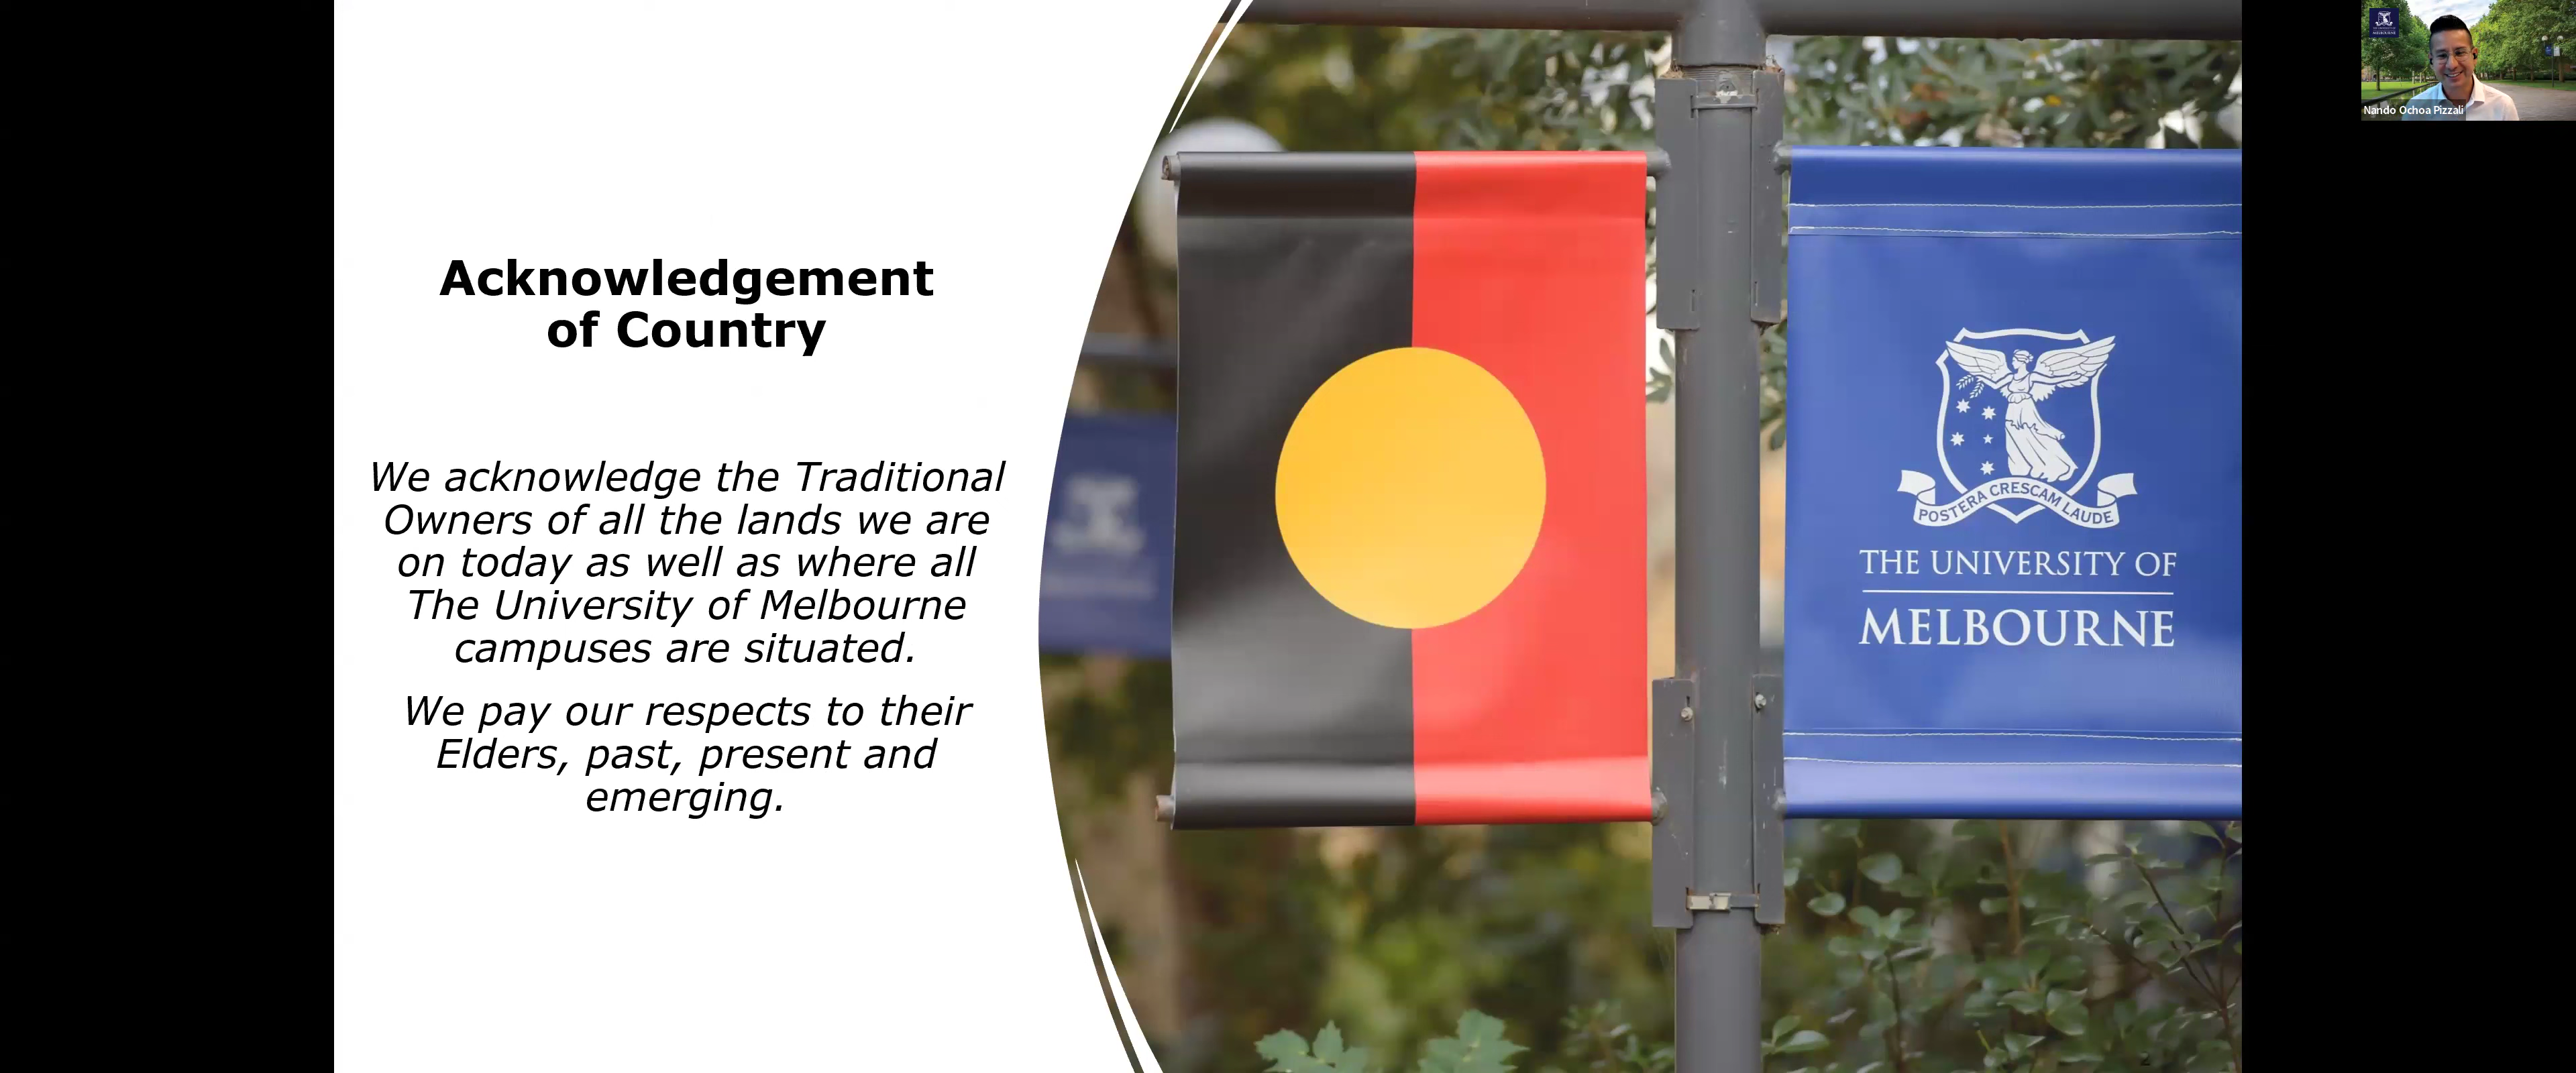 Acknowledgement
of Country
We acknowledge the Traditional
Owners of all the lands we are
on today as well as where all
The University of Melbourne
campuses are situated.
We pay our respects to their
Elders, past, present and
emerging.
POSTERA CRESCAM LAUDE
THE UNIVERSITY OF
MELBOURNE
MELBOURNE
Nando Ochoa Pizzali
2